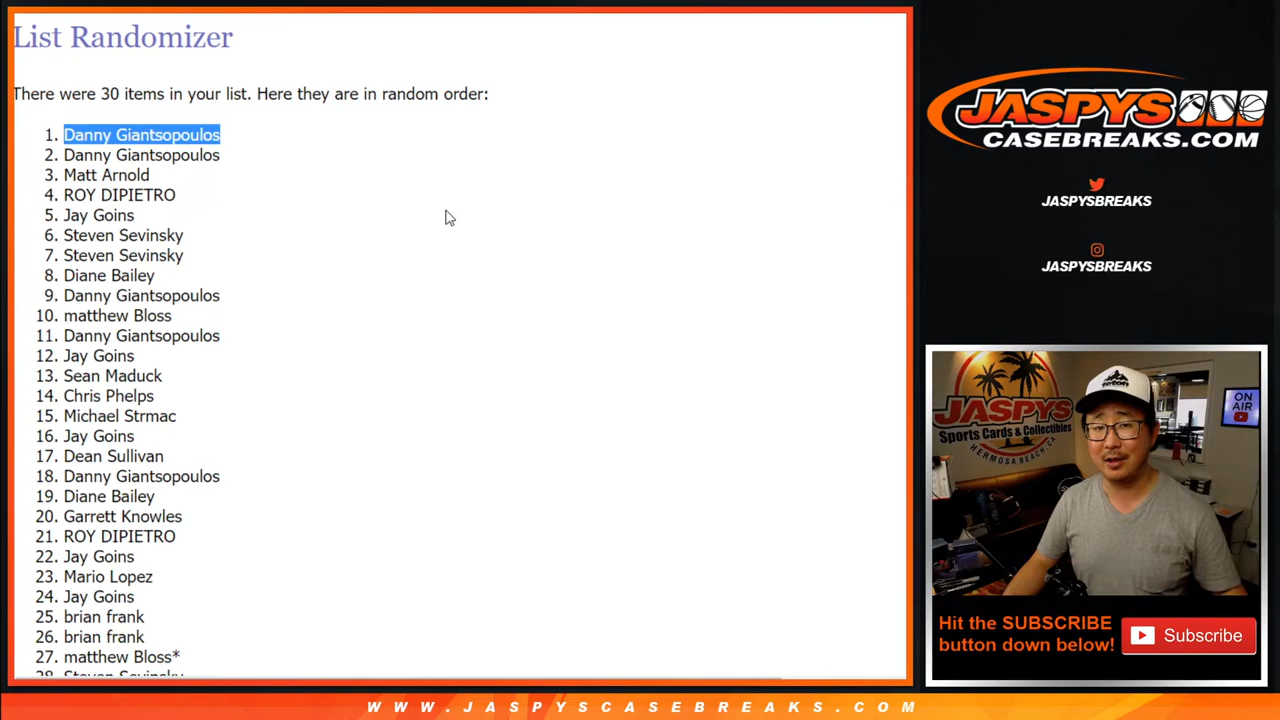 List Randomizer
There were 30 items in your list. Here they are in random order:
1. Danny Giantsopoulos
2. Danny Giantsopoulos
3. Matt Arnold
4. ROY DIPIETRO
5. Jay Goins
6. Steven Sevinsky
7. Steven Sevinsky
8. Diane Bailey
9. Danny Giantsopoulos
10. matthew Bloss
11. Danny Giantsopoulos
12. Jay Goins
13. Sean Maduck
14. Chris Phelps
15. Michael Strmac
16. Jay Goins
17. Dean Sullivan
18. Danny Giantsopoulos
19. Diane Bailey
20. Garrett Knowles
21. ROY DIPIETRO
22. Jay Goins
23. Mario Lopez
24. Jay Goins
25. brian frank
26. brian frank
27. matthew Bloss*
28. Steven Sevinsky
JASPYS
CASEBREAKS.COM
JASPYSBREAKS
JASPYSBREAKS
JASPYS
Sports Cards & Collectibles
HERMOSA BEACH, CA
ON
AIR
Hit the SUBSCRIBE
button down below!
Subscribe
WWW.JASPYSCASEBREAKS.COM